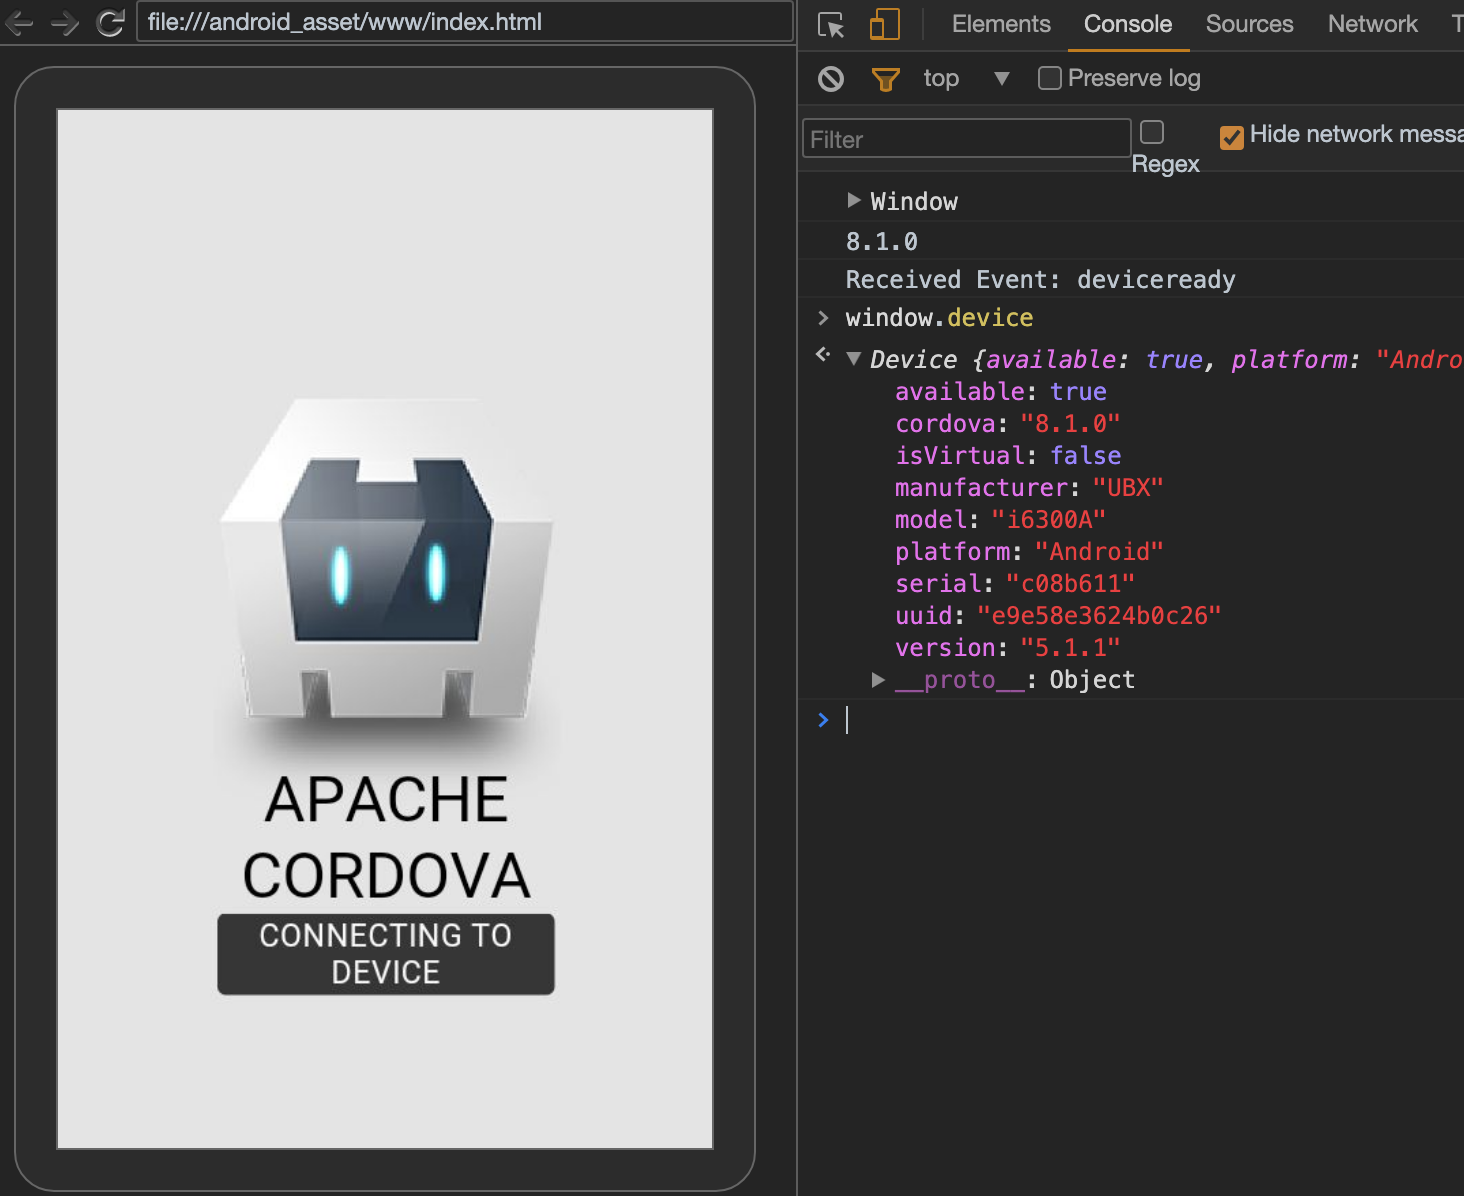 file:///android_asset/www/index.html
APACHE
CORDOVA
CONNECTING TO
DEVICE
Elements Console Sources Network T
top ▼ Preserve log
Filter Regex Hide network messa
▶ Window
8.1.0
Received Event: deviceready
> window.device
▼ Device {available: true, platform: "Andro
available: true
cordova: "8.1.0"
isVirtual: false
manufacturer: "UBX"
model: "i6300A"
platform: "Android"
serial: "c08b611"
uuid: "e9e58e3624b0c26"
version: "5.1.1"
▶ __proto__: Object
>